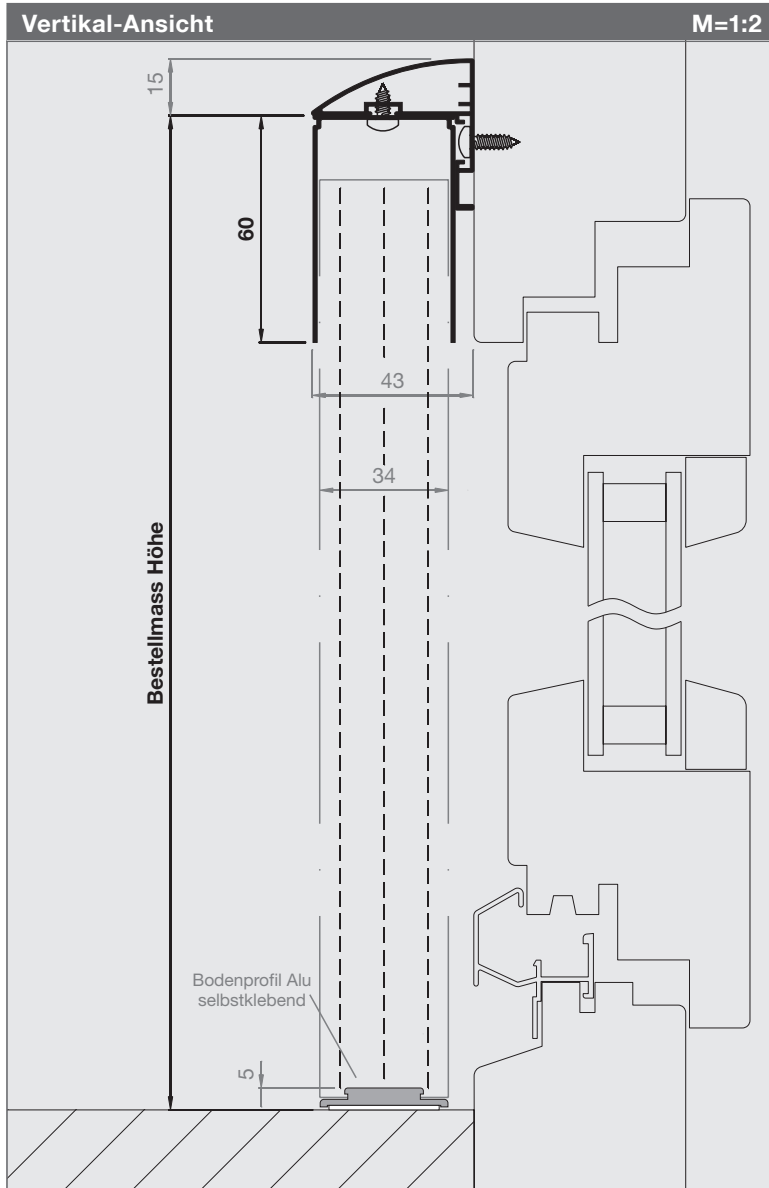 Vertikal-Ansicht M=1:2
15
60
43
34
Bestellmass Höhe
Bodenprofil Alu
selbstklebend
5